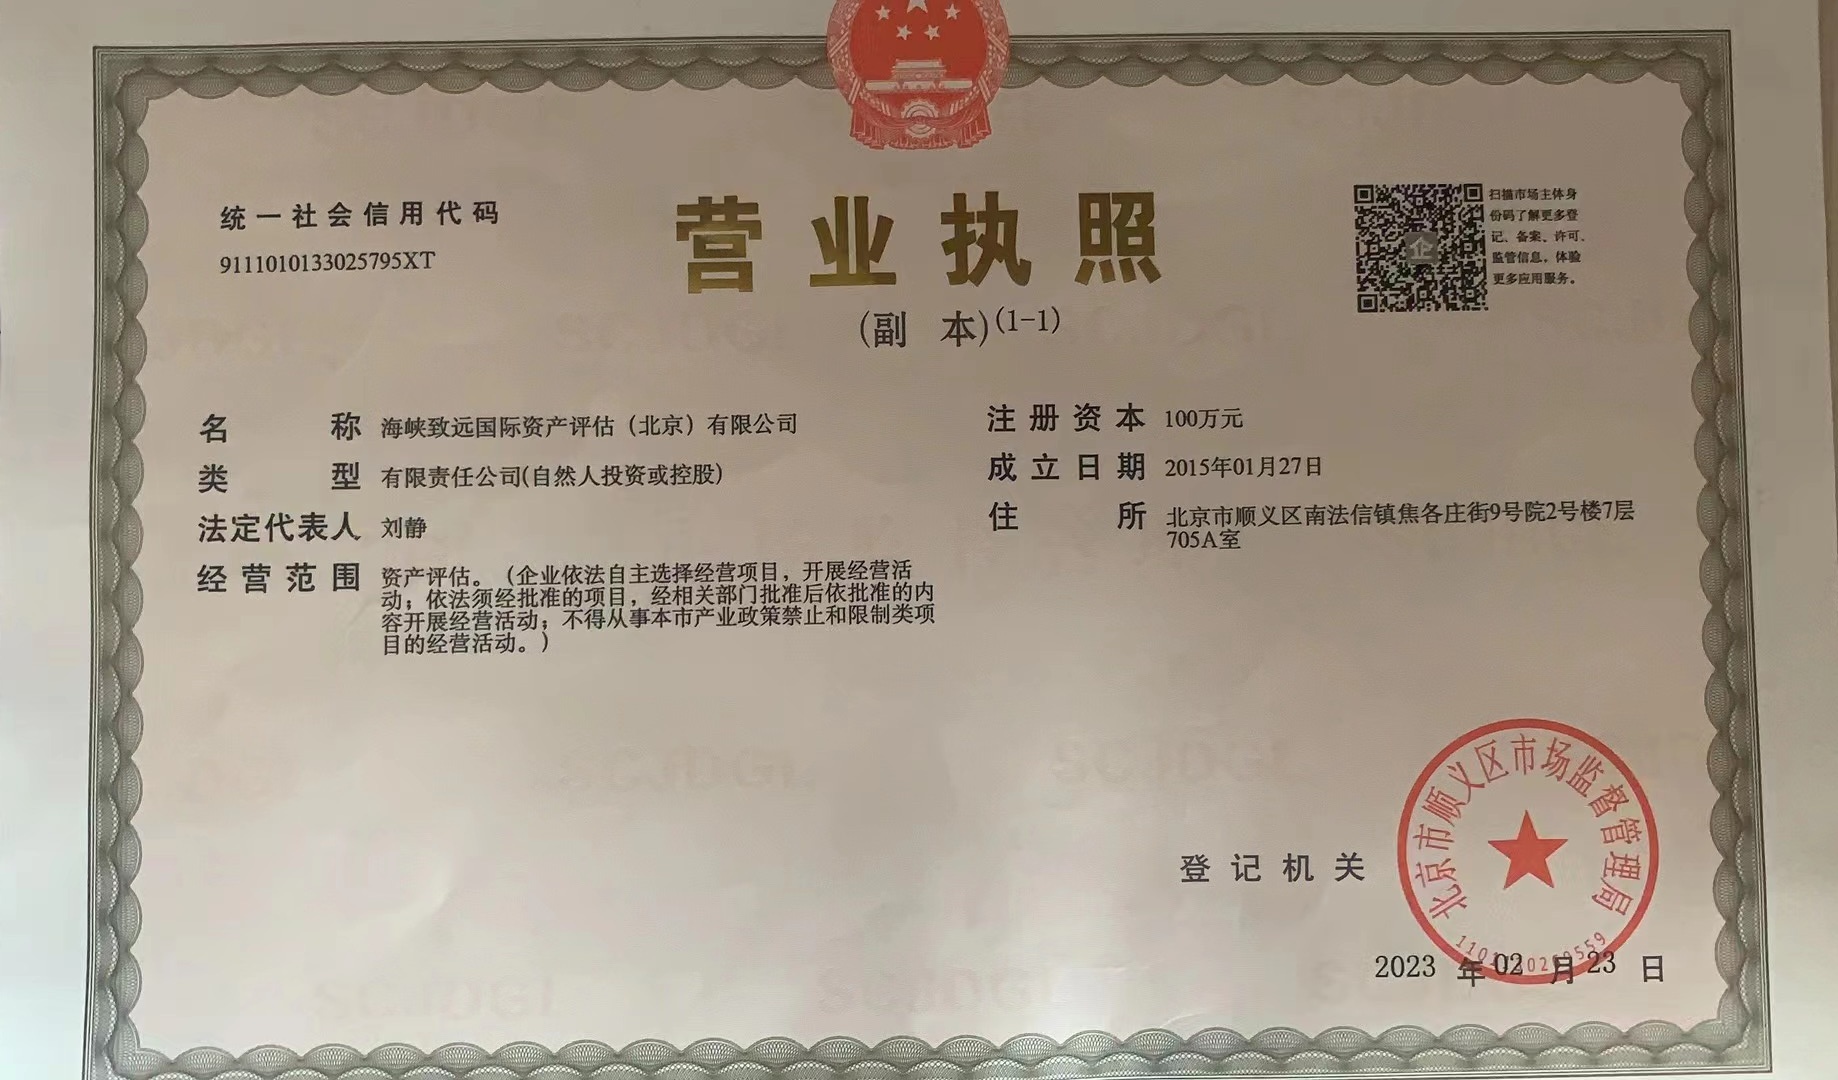 统一社会信用代码
9111010133025795XT
营业执照
(副 本)(1-1)
扫描市场主体身
份码了解更多登
记、备案、许可、
监管信息，体验
更多应用服务。
名 称 海峡致远国际资产评估（北京）有限公司
类 型 有限责任公司(自然人投资或控股)
法定代表人 刘静
经营范围 资产评估。（企业依法自主选择经营项目，开展经营活
动；依法须经批准的项目，经相关部门批准后依批准的内
容开展经营活动；不得从事本市产业政策禁止和限制类项
目的经营活动。）
注册资本 100万元
成立日期 2015年01月27日
住 所 北京市顺义区南法信镇焦各庄街9号院2号楼7层
705A室
登记机关
北京市顺义区市场监督管理局
2023 年 02 月 23 日
企
SCJDGL
SCJDGL
SCJDGL